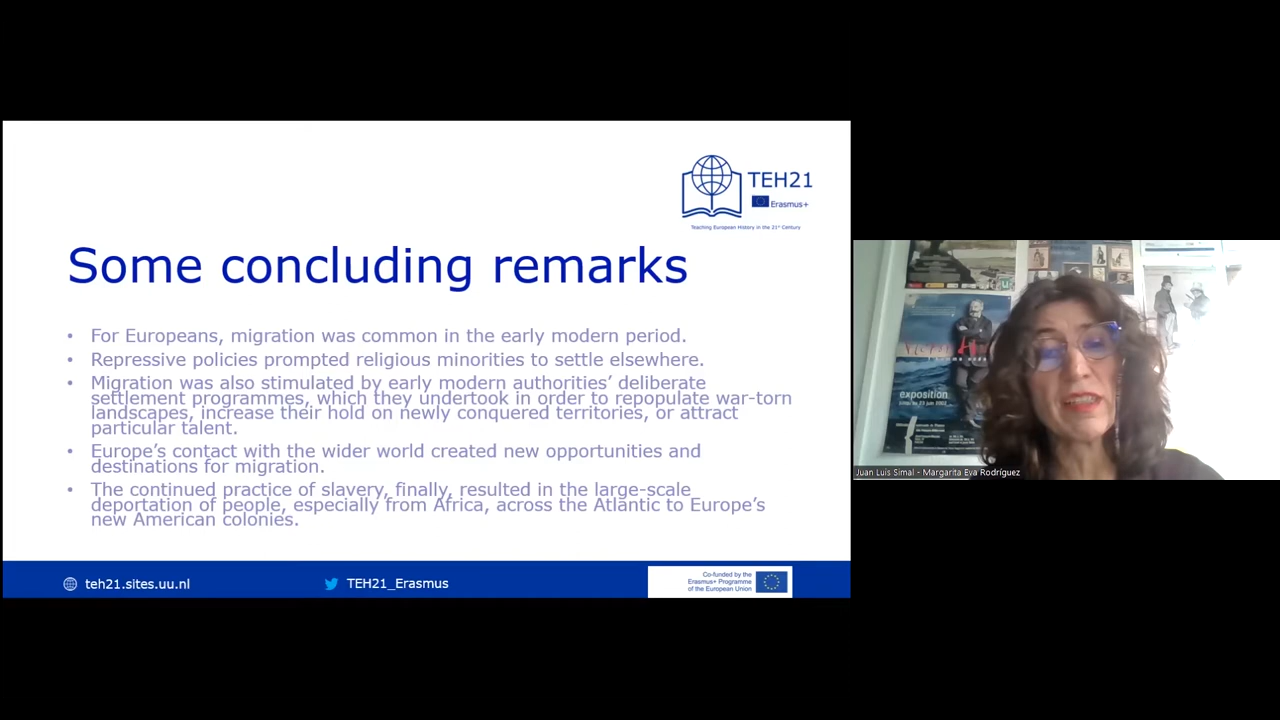 TEH21
Erasmus+
Teaching European History in the 21st Century
Some concluding remarks
• For Europeans, migration was common in the early modern period.
• Repressive policies prompted religious minorities to settle elsewhere.
• Migration was also stimulated by early modern authorities’ deliberate
settlement programmes, which they undertook in order to repopulate war-torn
landscapes, increase their hold on newly conquered territories, or attract
particular talent.
• Europe’s contact with the wider world created new opportunities and
destinations for migration.
• The continued practice of slavery, finally, resulted in the large-scale
deportation of people, especially from Africa, across the Atlantic to Europe’s
new American colonies.
teh21.sites.uu.nl
TEH21_Erasmus
Co-funded by the
Erasmus+ Programme
of the European Union
exposition
Juan Luis Simal - Margarita Eva Rodríguez